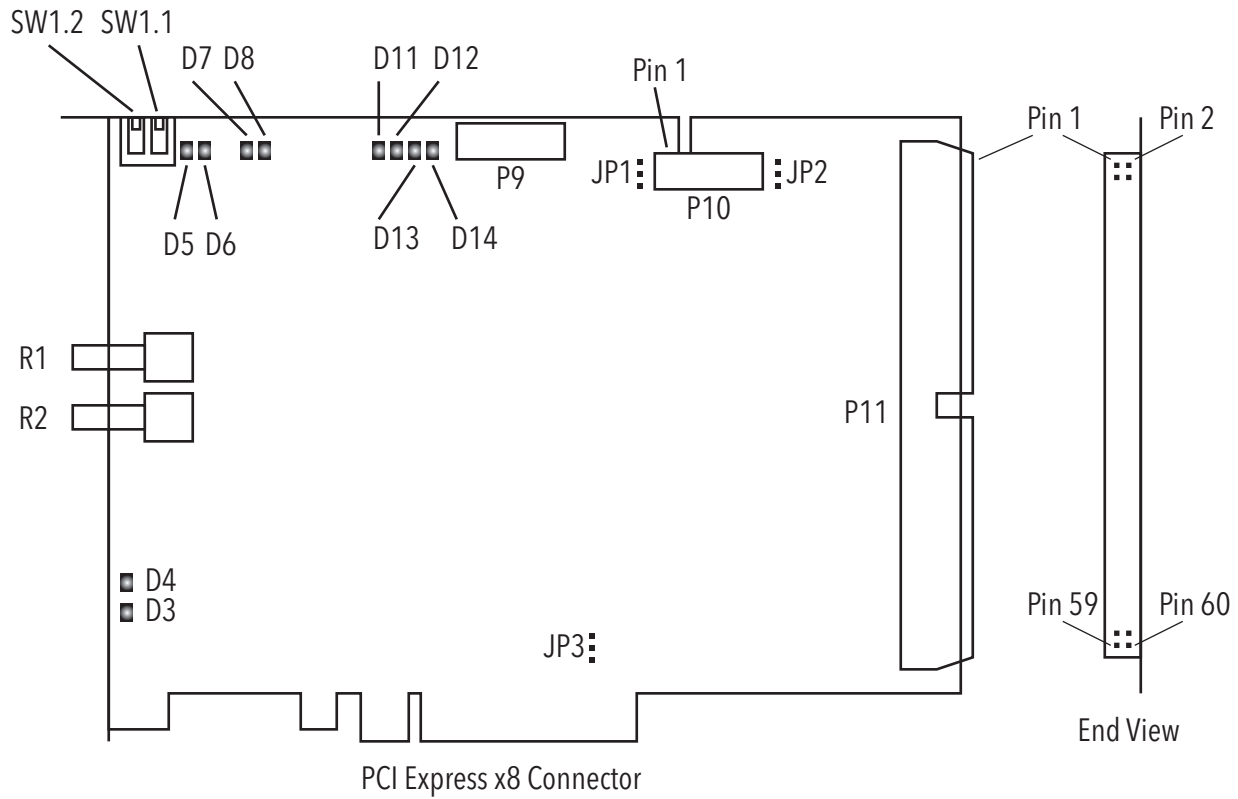 SW1.2 SW1.1
D7 D8
D11 D12
Pin 1
Pin 1 Pin 2
JP1
JP2
P9
P10
D5 D6
D13 D14
R1
R2
P11
D4
D3
Pin 59 Pin 60
JP3
End View
PCI Express x8 Connector